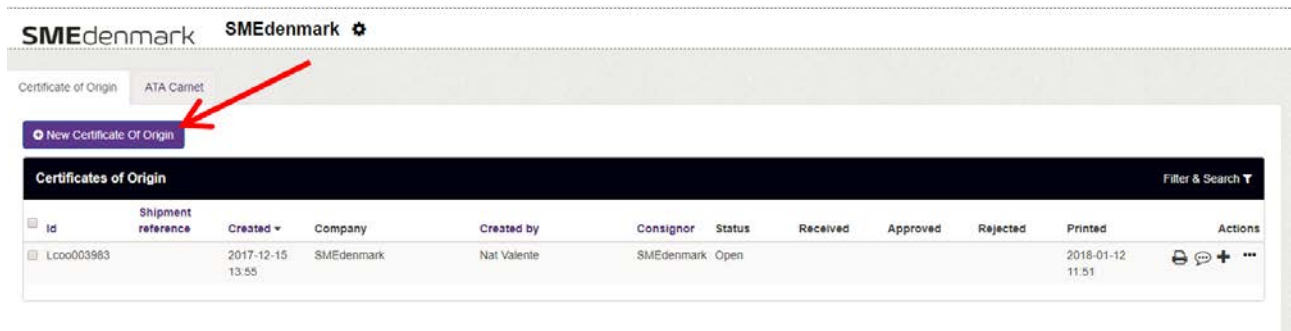 SMEdenmark SMEdenmark
Certificate of Origin ATA Carnet
New Certificate Of Origin
Certificates of Origin Filter & Search
Id Shipment reference Created Company Created by Consignor Status Received Approved Rejected Printed Actions
Lcoo003983 2017-12-15 13:55 SMEdenmark Nat Valente SMEdenmark Open 2018-01-12 11:51